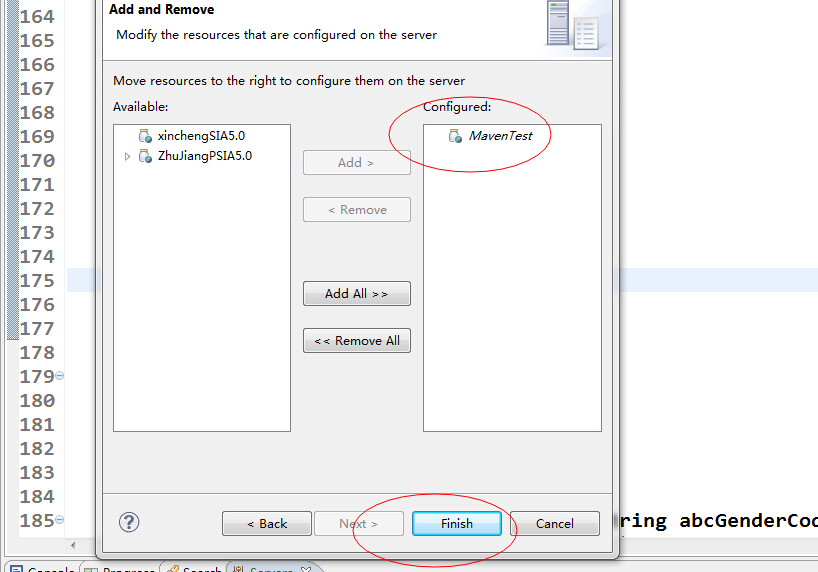 Add and Remove
Modify the resources that are configured on the server
Move resources to the right to configure them on the server
Available:
Configured:
xinchengSIA5.0
ZhuJiangPSIA5.0
MavenTest
Add >
< Remove
Add All >>
<< Remove All
< Back
Next >
Finish
Cancel
164
165
166
167
168
169
170
171
172
173
174
175
176
177
178
179
180
181
182
183
184
185
ring abcGenderCod
Console
Progress
Search
Servers